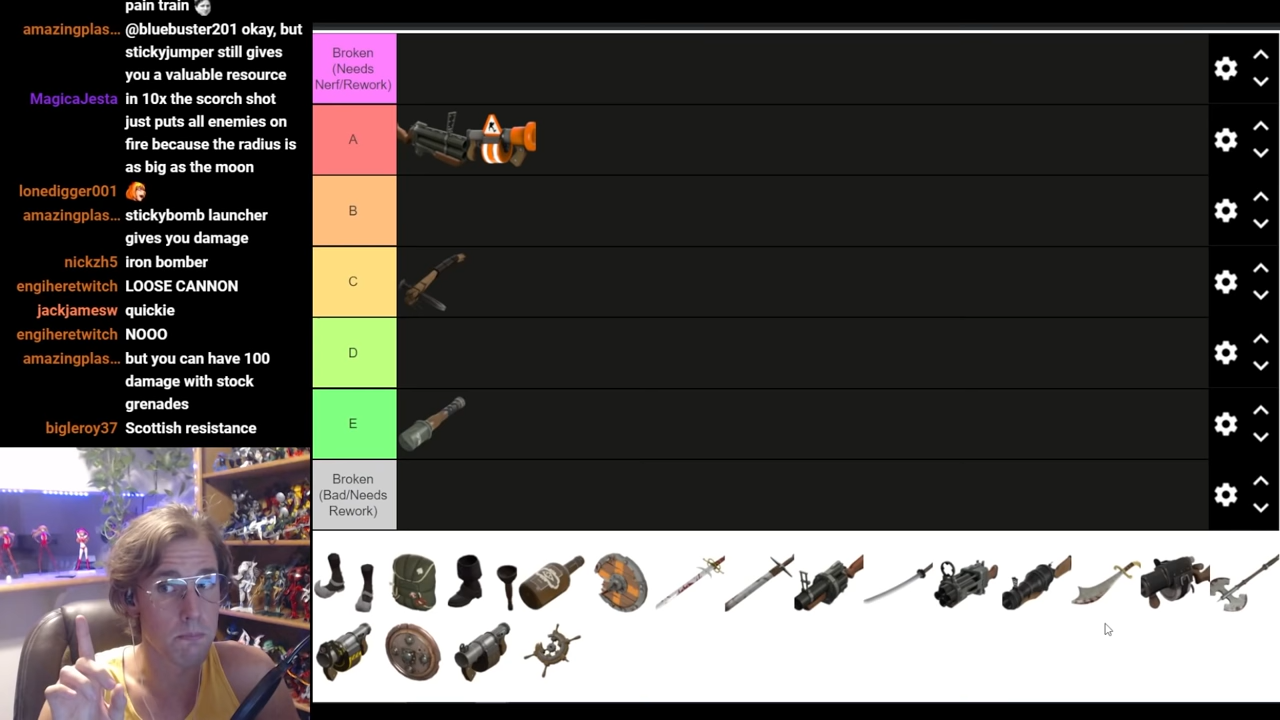 pain train
amazingplas… @bluebuster201 okay, but
stickyjumper still gives
you a valuable resource
MagicaJesta in 10x the scorch shot
just puts all enemies on
fire because the radius is
as big as the moon
lonedigger001
amazingplas… stickybomb launcher
gives you damage
nickzh5 iron bomber
engiheretwitch LOOSE CANNON
jackjamesw quickie
engiheretwitch NOOO
amazingplas… but you can have 100
damage with stock
grenades
bigleroy37 Scottish resistance
Broken
(Needs
Nerf/Rework)
A
B
C
D
E
Broken
(Bad/Needs
Rework)